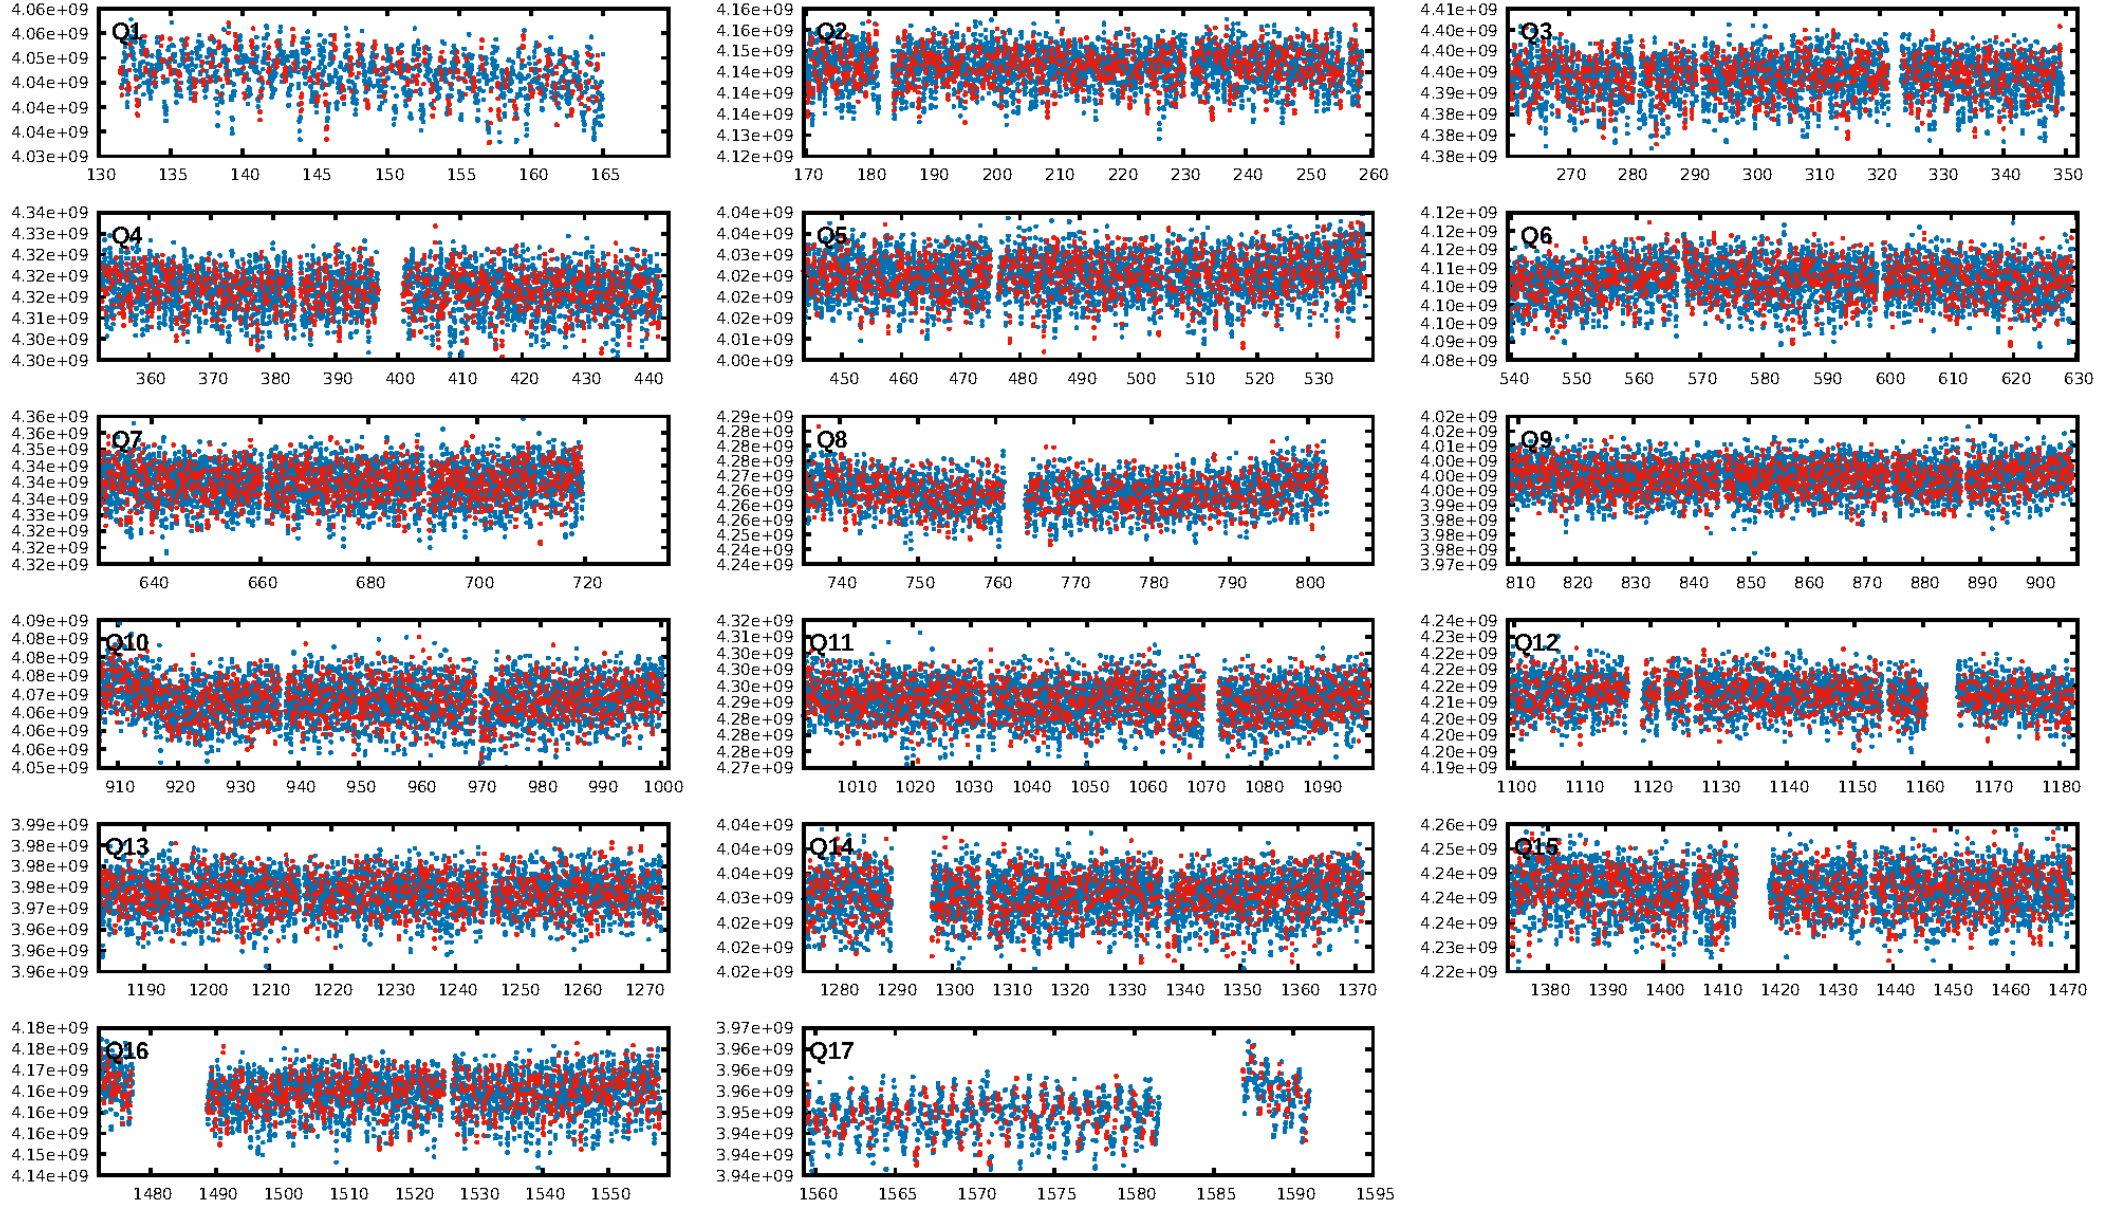 4.06e+09
4.06e+09
4.05e+09
4.05e+09
4.04e+09
4.04e+09
4.03e+09
Q1
130 135 140 145 150 155 160 165
4.16e+09
4.16e+09
4.15e+09
4.14e+09
4.14e+09
4.14e+09
4.13e+09
4.12e+09
Q2
170 180 190 200 210 220 230 240 250 260
4.41e+09
4.40e+09
4.40e+09
4.40e+09
4.39e+09
4.38e+09
4.38e+09
4.38e+09
Q3
270 280 290 300 310 320 330 340 350
4.34e+09
4.33e+09
4.32e+09
4.32e+09
4.32e+09
4.31e+09
4.30e+09
4.30e+09
Q4
360 370 380 390 400 410 420 430 440
4.04e+09
4.04e+09
4.03e+09
4.02e+09
4.02e+09
4.02e+09
4.01e+09
4.00e+09
Q5
450 460 470 480 490 500 510 520 530
4.12e+09
4.12e+09
4.11e+09
4.11e+09
4.10e+09
4.10e+09
4.10e+09
4.09e+09
4.08e+09
Q6
540 550 560 570 580 590 600 610 620 630
4.36e+09
4.36e+09
4.35e+09
4.34e+09
4.34e+09
4.34e+09
4.33e+09
4.32e+09
4.32e+09
4.32e+09
Q7
640 660 680 700 720
4.29e+09
4.28e+09
4.28e+09
4.28e+09
4.27e+09
4.26e+09
4.26e+09
4.26e+09
4.25e+09
4.24e+09
4.24e+09
Q8
740 750 760 770 780 790 800
4.02e+09
4.02e+09
4.01e+09
4.00e+09
4.00e+09
4.00e+09
3.99e+09
3.98e+09
3.98e+09
3.97e+09
Q9
810 820 830 840 850 860 870 880 890 900
4.09e+09
4.08e+09
4.08e+09
4.08e+09
4.07e+09
4.06e+09
4.06e+09
4.06e+09
4.05e+09
Q10
910 920 930 940 950 960 970 980 990 1000
4.32e+09
4.31e+09
4.30e+09
4.30e+09
4.30e+09
4.29e+09
4.28e+09
4.28e+09
4.28e+09
4.27e+09
Q11
1010 1020 1030 1040 1050 1060 1070 1080 1090
4.24e+09
4.23e+09
4.22e+09
4.22e+09
4.22e+09
4.21e+09
4.20e+09
4.20e+09
4.20e+09
4.19e+09
Q12
1100 1110 1120 1130 1140 1150 1160 1170 1180
3.99e+09
3.98e+09
3.98e+09
3.98e+09
3.97e+09
3.96e+09
3.96e+09
3.96e+09
Q13
1190 1200 1210 1220 1230 1240 1250 1260 1270
4.04e+09
4.04e+09
4.04e+09
4.03e+09
4.02e+09
4.02e+09
4.02e+09
Q14
1280 1290 1300 1310 1320 1330 1340 1350 1360 1370
4.26e+09
4.25e+09
4.24e+09
4.24e+09
4.24e+09
4.23e+09
4.22e+09
Q15
1380 1390 1400 1410 1420 1430 1440 1450 1460 1470
4.18e+09
4.18e+09
4.17e+09
4.16e+09
4.16e+09
4.16e+09
4.15e+09
4.14e+09
Q16
1480 1490 1500 1510 1520 1530 1540 1550
3.97e+09
3.96e+09
3.96e+09
3.96e+09
3.95e+09
3.94e+09
3.94e+09
3.94e+09
Q17
1560 1565 1570 1575 1580 1585 1590 1595